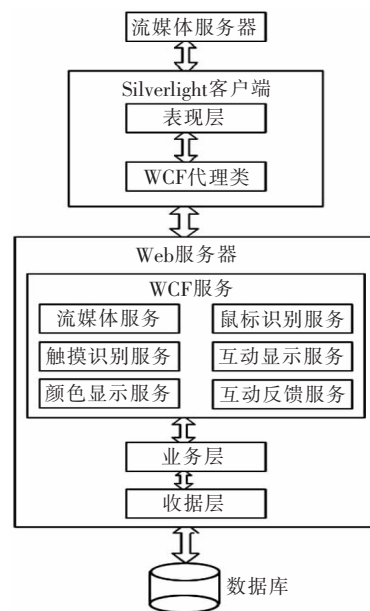 流媒体服务器
Silverlight客户端
表现层
WCF代理类
Web服务器
WCF服务
流媒体服务 鼠标识别服务
触摸识别服务 互动显示服务
颜色显示服务 互动反馈服务
业务层
收据层
数据库